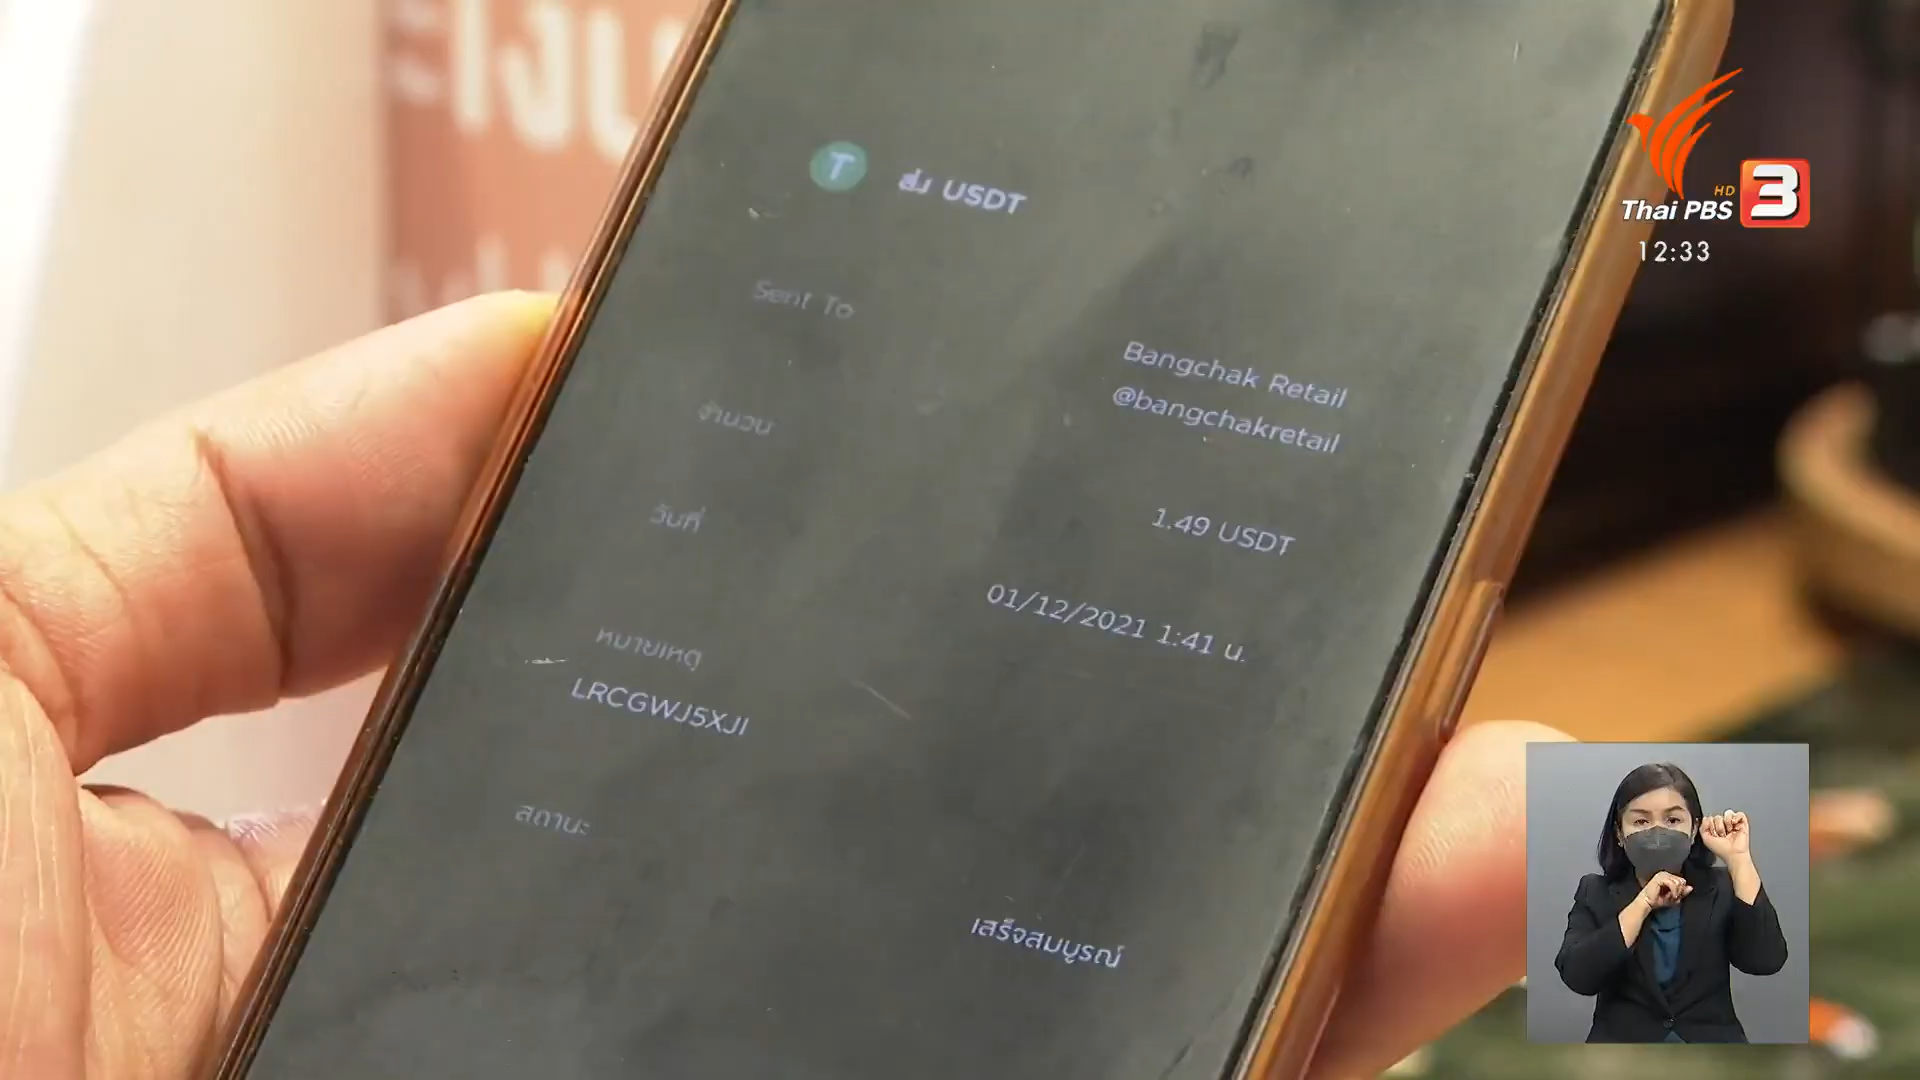 T ส่ง USDT
Sent To
Bangchak Retail
@bangchakretail
จำนวน
1.49 USDT
วันที่
01/12/2021 1:41 น.
หมายเหตุ
LRCGWJ5XJI
สถานะ
เสร็จสมบูรณ์
HD
Thai PBS 3
12:33